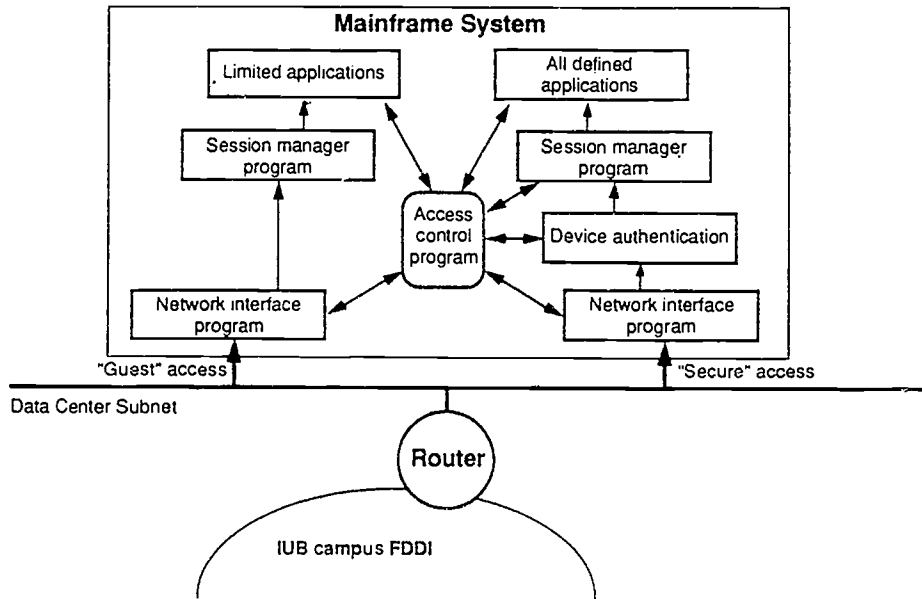 Mainframe System
Limited applications
All defined
applications
Session manager
program
Session manager
program
Access
control
program
Device authentication
Network interface
program
Network interface
program
"Guest" access
"Secure" access
Data Center Subnet
Router
IUB campus FDDI